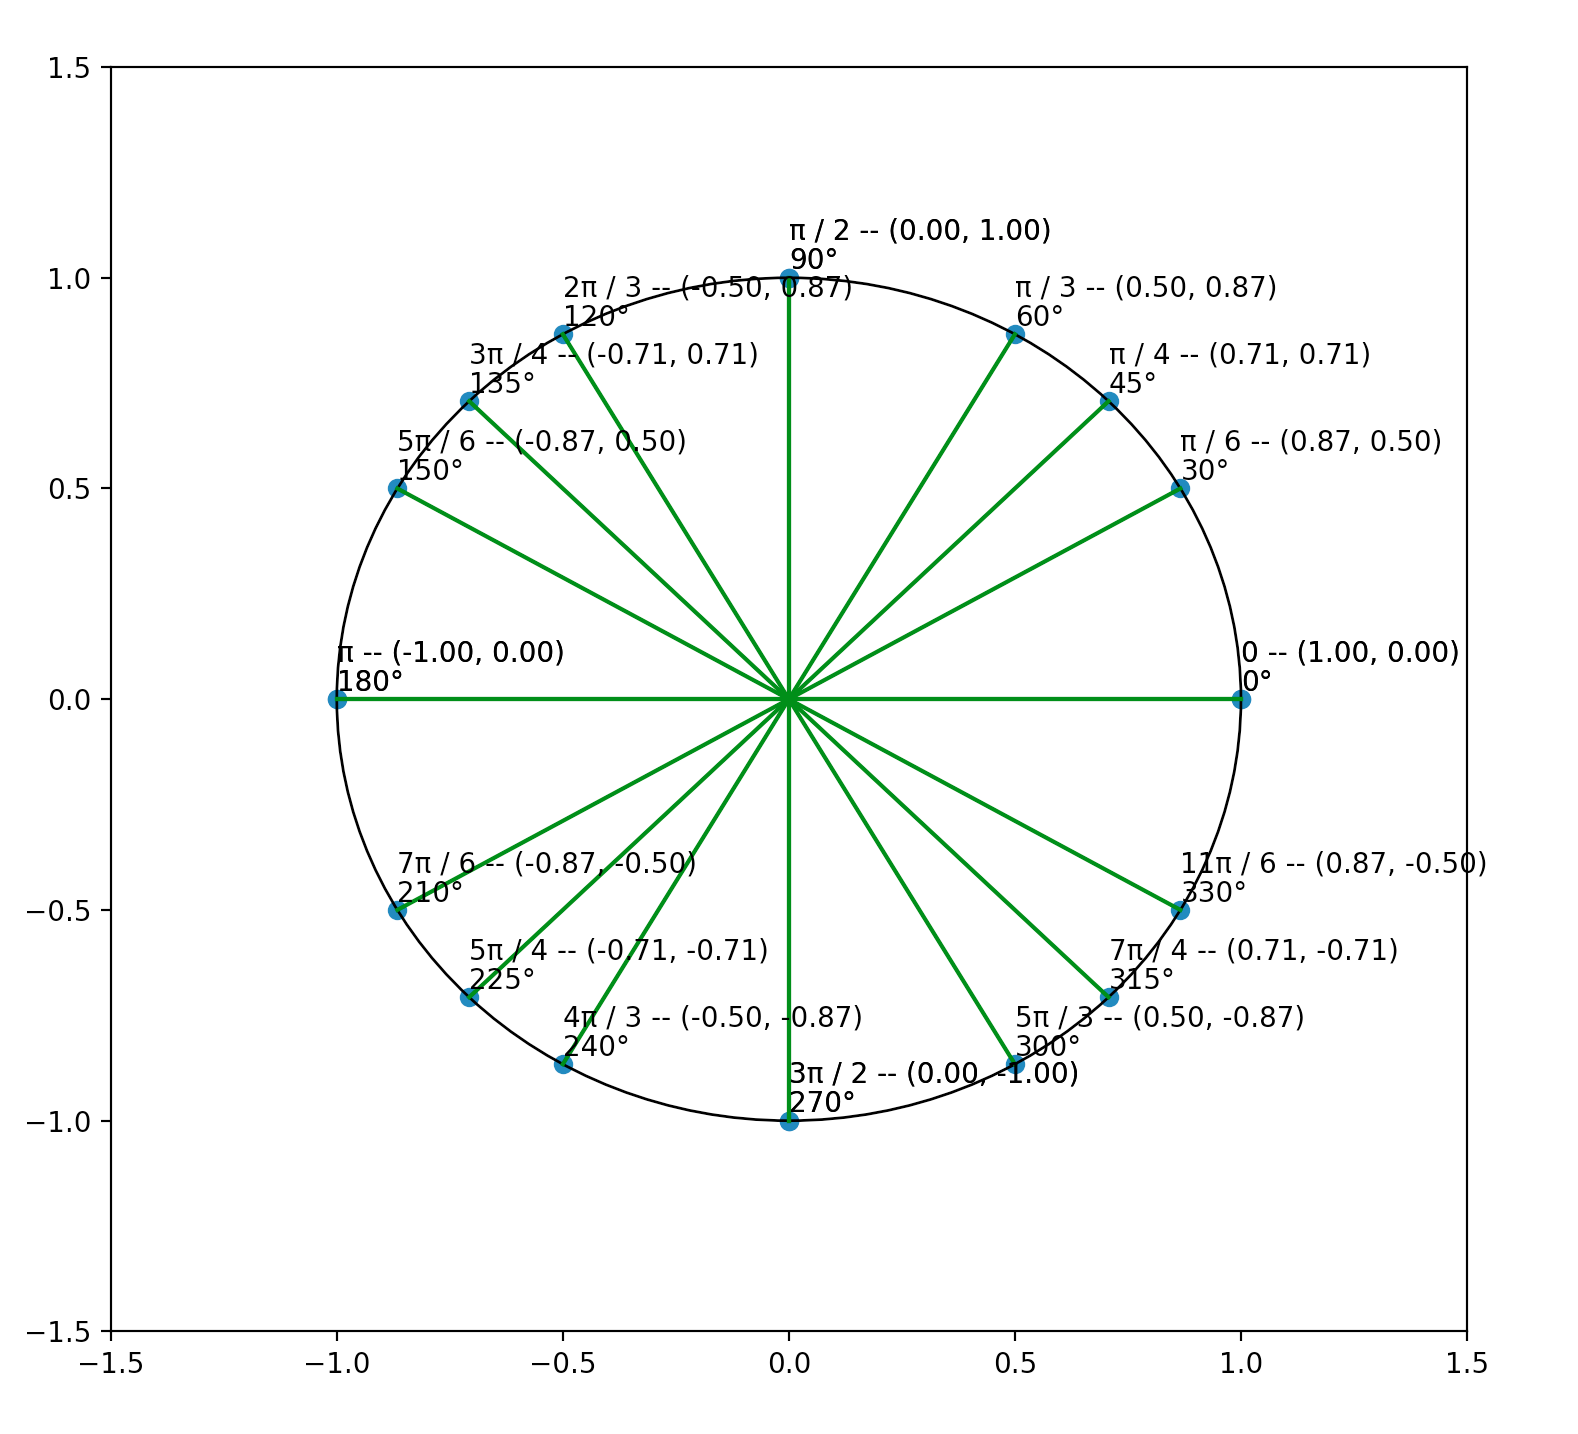 1.5
π / 2 -- (0.00, 1.00)
90°
1.0
2π / 3 -- (-0.50, 0.87)
120°
π / 3 -- (0.50, 0.87)
60°
3π / 4 -- (-0.71, 0.71)
135°
π / 4 -- (0.71, 0.71)
45°
5π / 6 -- (-0.87, 0.50)
150°
π / 6 -- (0.87, 0.50)
30°
0.5
π -- (-1.00, 0.00)
180°
0 -- (1.00, 0.00)
0°
0.0
7π / 6 -- (-0.87, -0.50)
210°
11π / 6 -- (0.87, -0.50)
330°
−0.5
5π / 4 -- (-0.71, -0.71)
225°
7π / 4 -- (0.71, -0.71)
315°
4π / 3 -- (-0.50, -0.87)
240°
5π / 3 -- (0.50, -0.87)
300°
3π / 2 -- (0.00, -1.00)
270°
−1.0
−1.5
−1.5 −1.0 −0.5 0.0 0.5 1.0 1.5